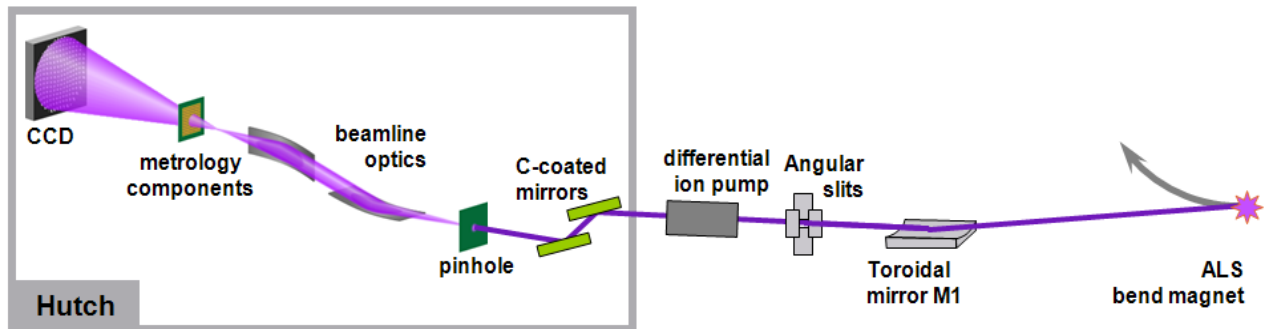 CCD
metrology
components
beamline
optics
pinhole
C-coated
mirrors
differential
ion pump
Angular
slits
Toroidal
mirror M1
ALS
bend magnet
Hutch